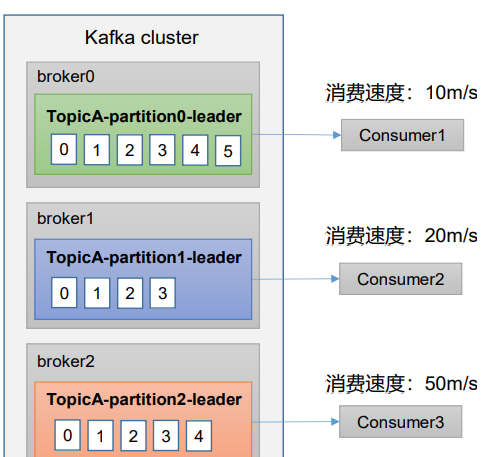 Kafka cluster
broker0
TopicA-partition0-leader
0 1 2 3 4 5
消费速度：10m/s
Consumer1
broker1
TopicA-partition1-leader
0 1 2 3
消费速度：20m/s
Consumer2
broker2
TopicA-partition2-leader
0 1 2 3 4
消费速度：50m/s
Consumer3